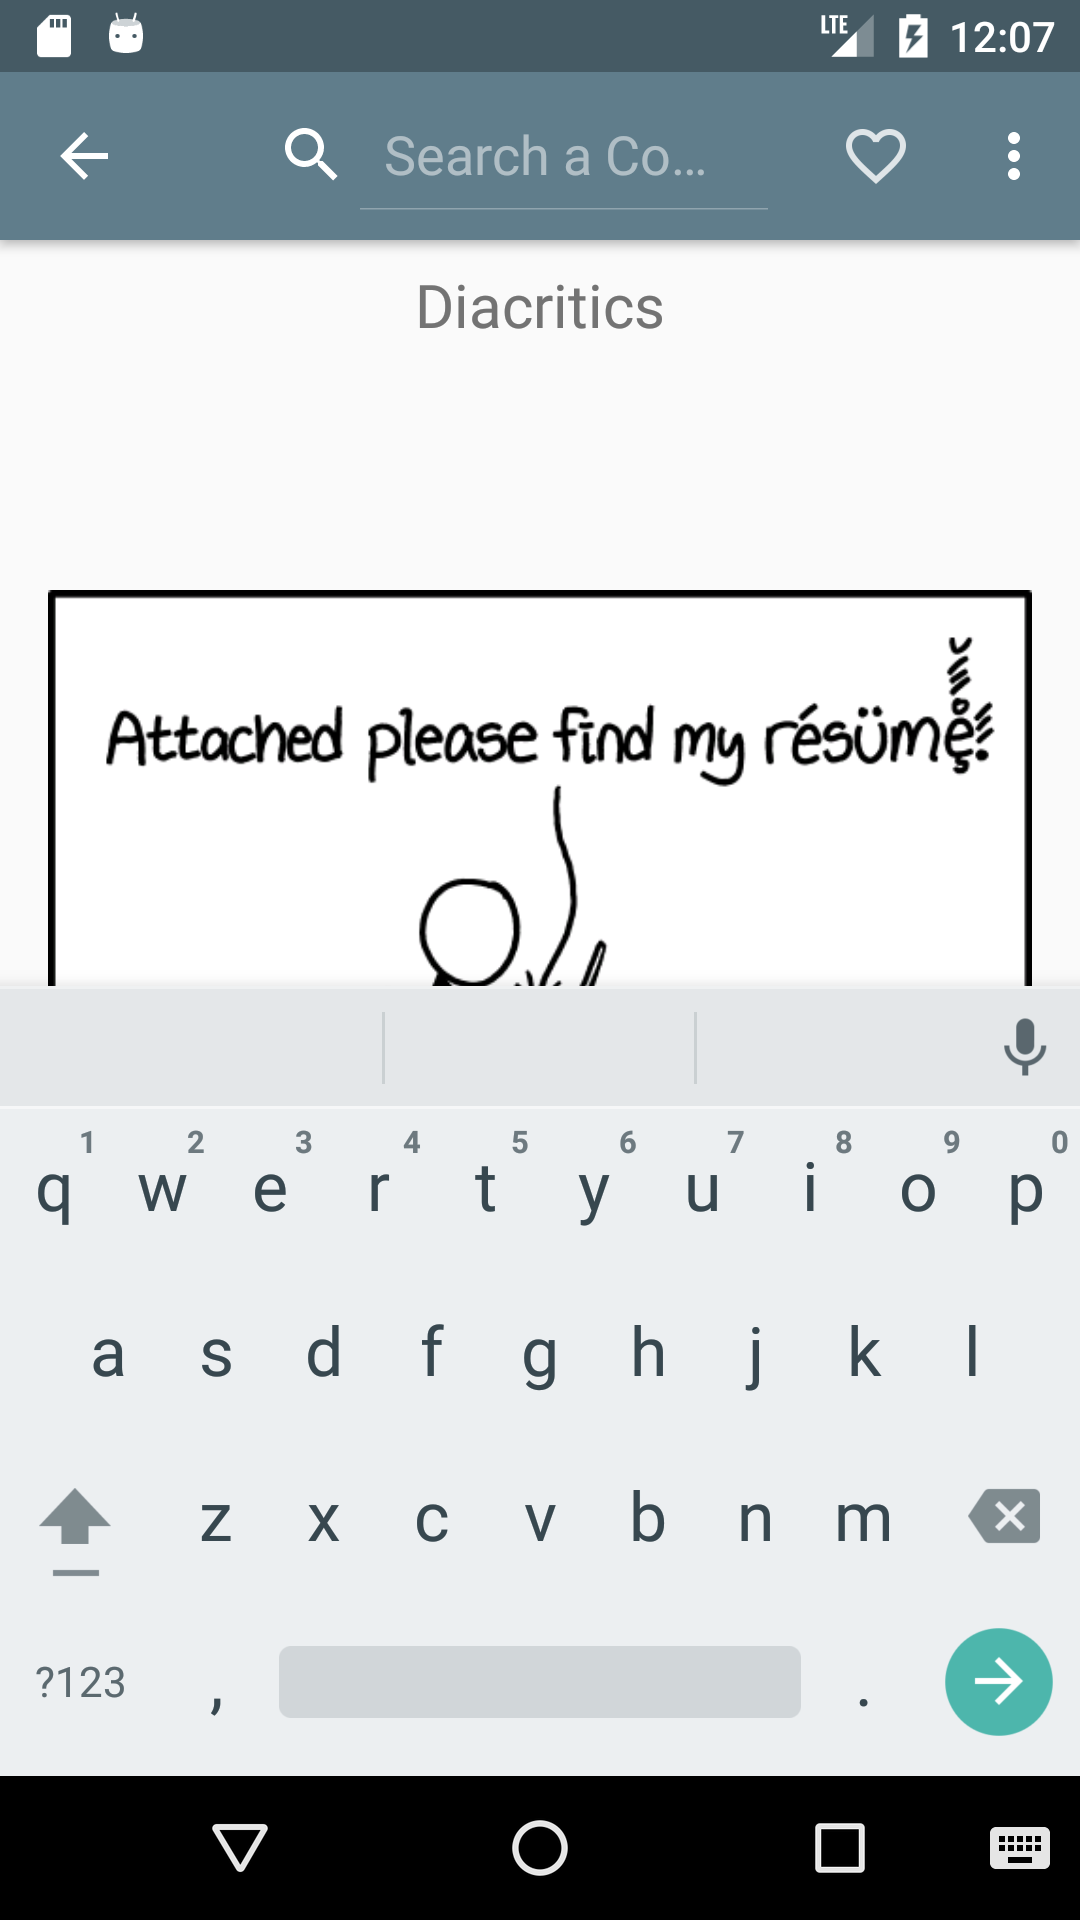 LTE 12:07
Search a Co...
Diacritics
Attached please find my résümȩ̃̊̆̃̃̃̃!
1 2 3 4 5 6 7 8 9 0
q w e r t y u i o p
a s d f g h j k l
z x c v b n m
?123 , .